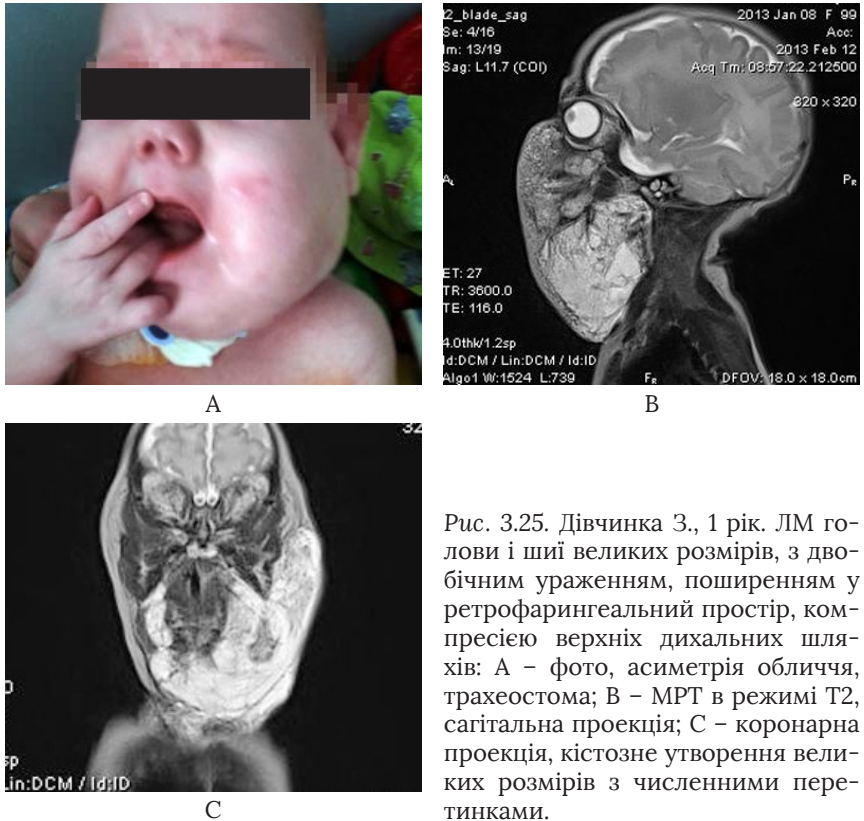 t2_blade_sag
Se: 4/16
Im: 13/19
Sag: L11.7 (COI)
2013 Jan 08 F 99
Acc:
2013 Feb 12
Acq Tm: 08:57:22.212500
320 x 320
ET: 27
TR: 3600.0
TE: 116.0
4.0thk/1.2sp
Id:DCM / Lin:DCM / Id:ID
Algo1 W:1524 L:739
DFOV: 18.0 x 18.0cm
A
B
32
sp
Lin:DCM / Id:ID
C
Рис. 3.25. Дівчинка З., 1 рік. ЛМ го-
лови і шиї великих розмірів, з дво-
бічним ураженням, поширенням у
ретрофарингеальний простір, ком-
пресією верхніх дихальних шля-
хів: А – фото, асиметрія обличчя,
трахеостома; В – МРТ в режимі Т2,
сагітальна проекція; С – коронарна
проекція, кістозне утворення вели-
ких розмірів з численними пере-
тинками.